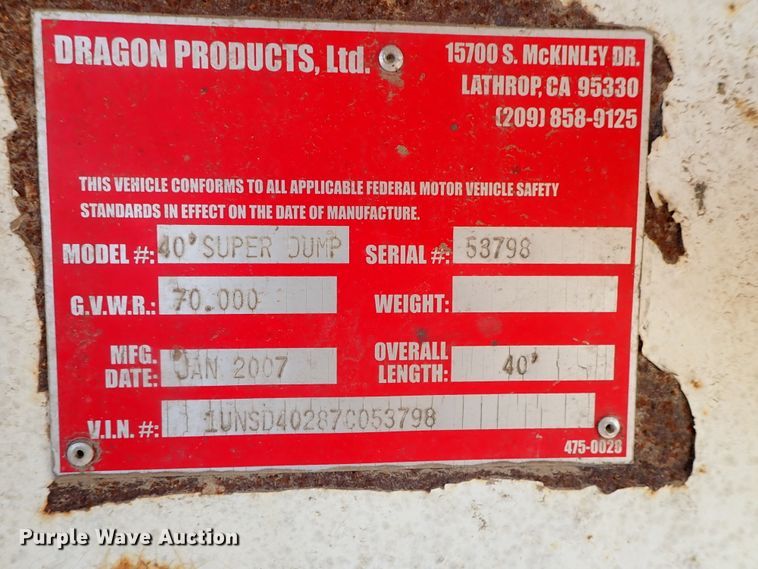 DRAGON PRODUCTS, Ltd.
15700 S. McKINLEY DR.
LATHROP, CA 95330
(209) 858-9125
THIS VEHICLE CONFORMS TO ALL APPLICABLE FEDERAL MOTOR VEHICLE SAFETY
STANDARDS IN EFFECT ON THE DATE OF MANUFACTURE.
MODEL #: 40' SUPER DUMP SERIAL #: 53798
G.V.W.R.: 70.000 WEIGHT:
MFG. DATE: JAN 2007 OVERALL LENGTH: 40'
V.I.N. #: 1UNSD40287C053798
475-0028
Purple Wave Auction